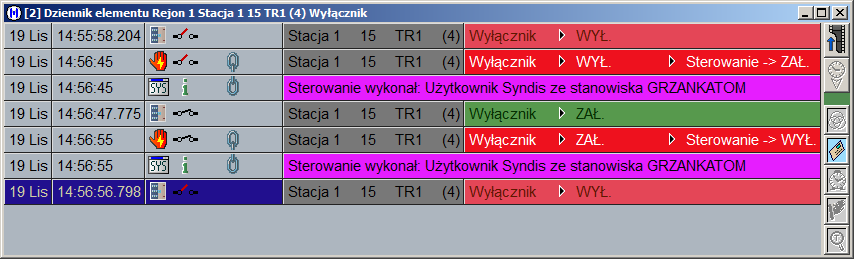 [2] Dziennik elementu Rejon 1 Stacja 1 15 TR1 (4) Wyłącznik
19 Lis 14:55:58.204 Stacja 1 15 TR1 (4) Wyłącznik WYŁ.
19 Lis 14:56:45 Stacja 1 15 TR1 (4) Wyłącznik WYŁ. Sterowanie -> ZAŁ.
19 Lis 14:56:45 SYS i Sterowanie wykonał: Użytkownik Syndis ze stanowiska GRZANKATOM
19 Lis 14:56:47.775 Stacja 1 15 TR1 (4) Wyłącznik ZAŁ.
19 Lis 14:56:55 Stacja 1 15 TR1 (4) Wyłącznik ZAŁ. Sterowanie -> WYŁ.
19 Lis 14:56:55 SYS i Sterowanie wykonał: Użytkownik Syndis ze stanowiska GRZANKATOM
19 Lis 14:56:56.798 Stacja 1 15 TR1 (4) Wyłącznik WYŁ.